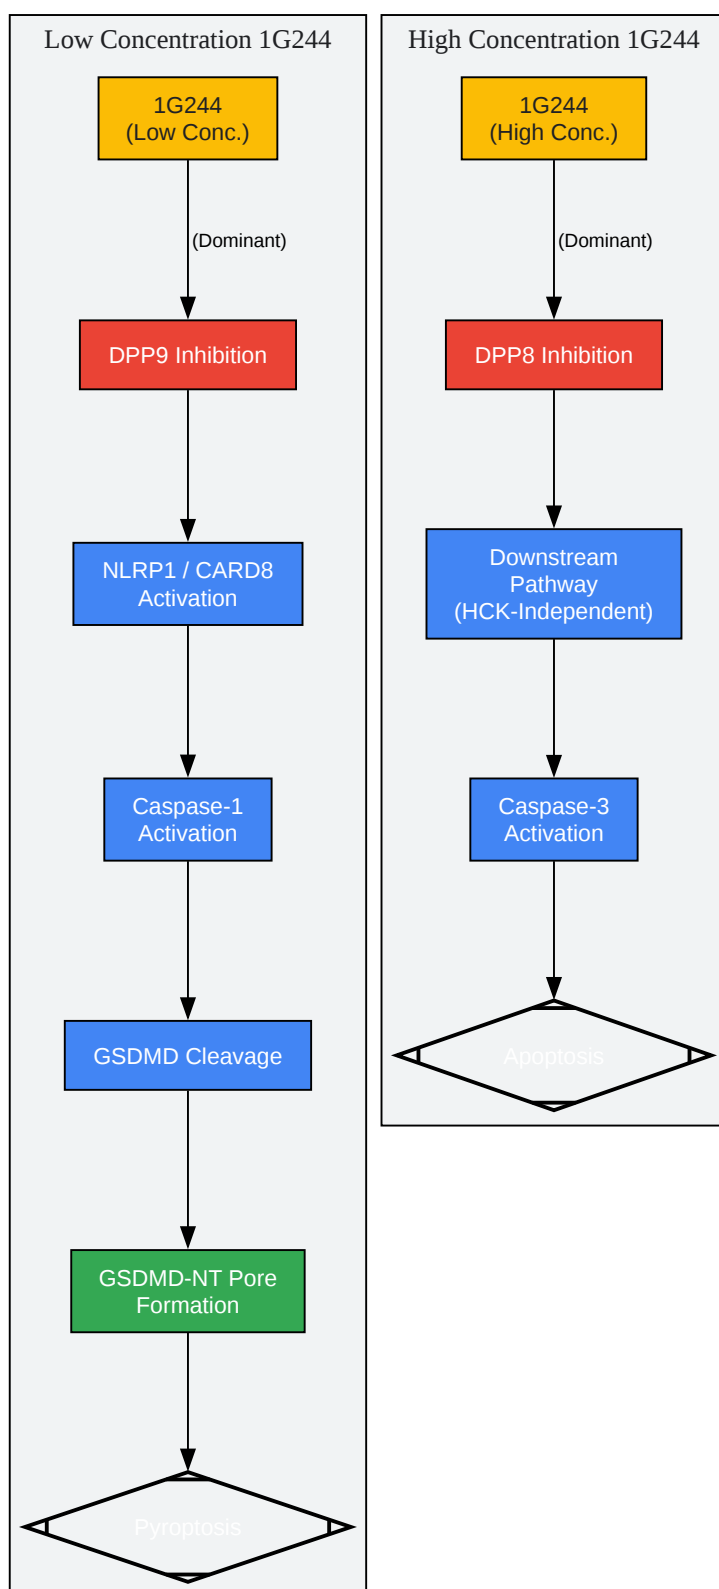 Low Concentration 1G244
1G244
(Low Conc.)
(Dominant)
DPP9 Inhibition
NLRP1 / CARD8
Activation
Caspase-1
Activation
GSDMD Cleavage
GSDMD-NT Pore
Formation
Pyroptosis
High Concentration 1G244
1G244
(High Conc.)
(Dominant)
DPP8 Inhibition
Downstream
Pathway
(HCK-Independent)
Caspase-3
Activation
Apoptosis